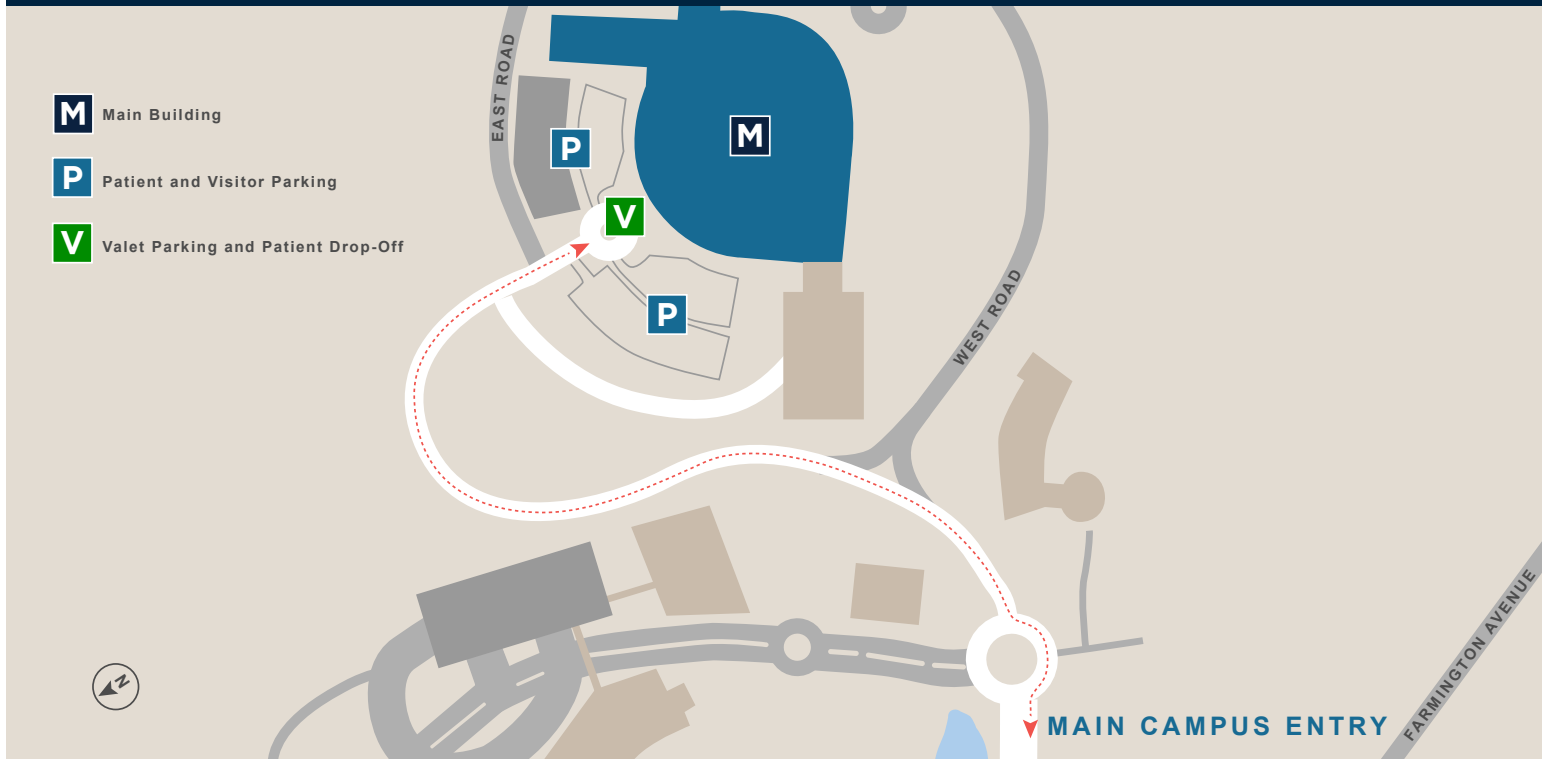 EAST ROAD
M Main Building
M
P
P Patient and Visitor Parking
V
V Valet Parking and Patient Drop-Off
P
WEST ROAD
FARMINGTON AVENUE
N
MAIN CAMPUS ENTRY